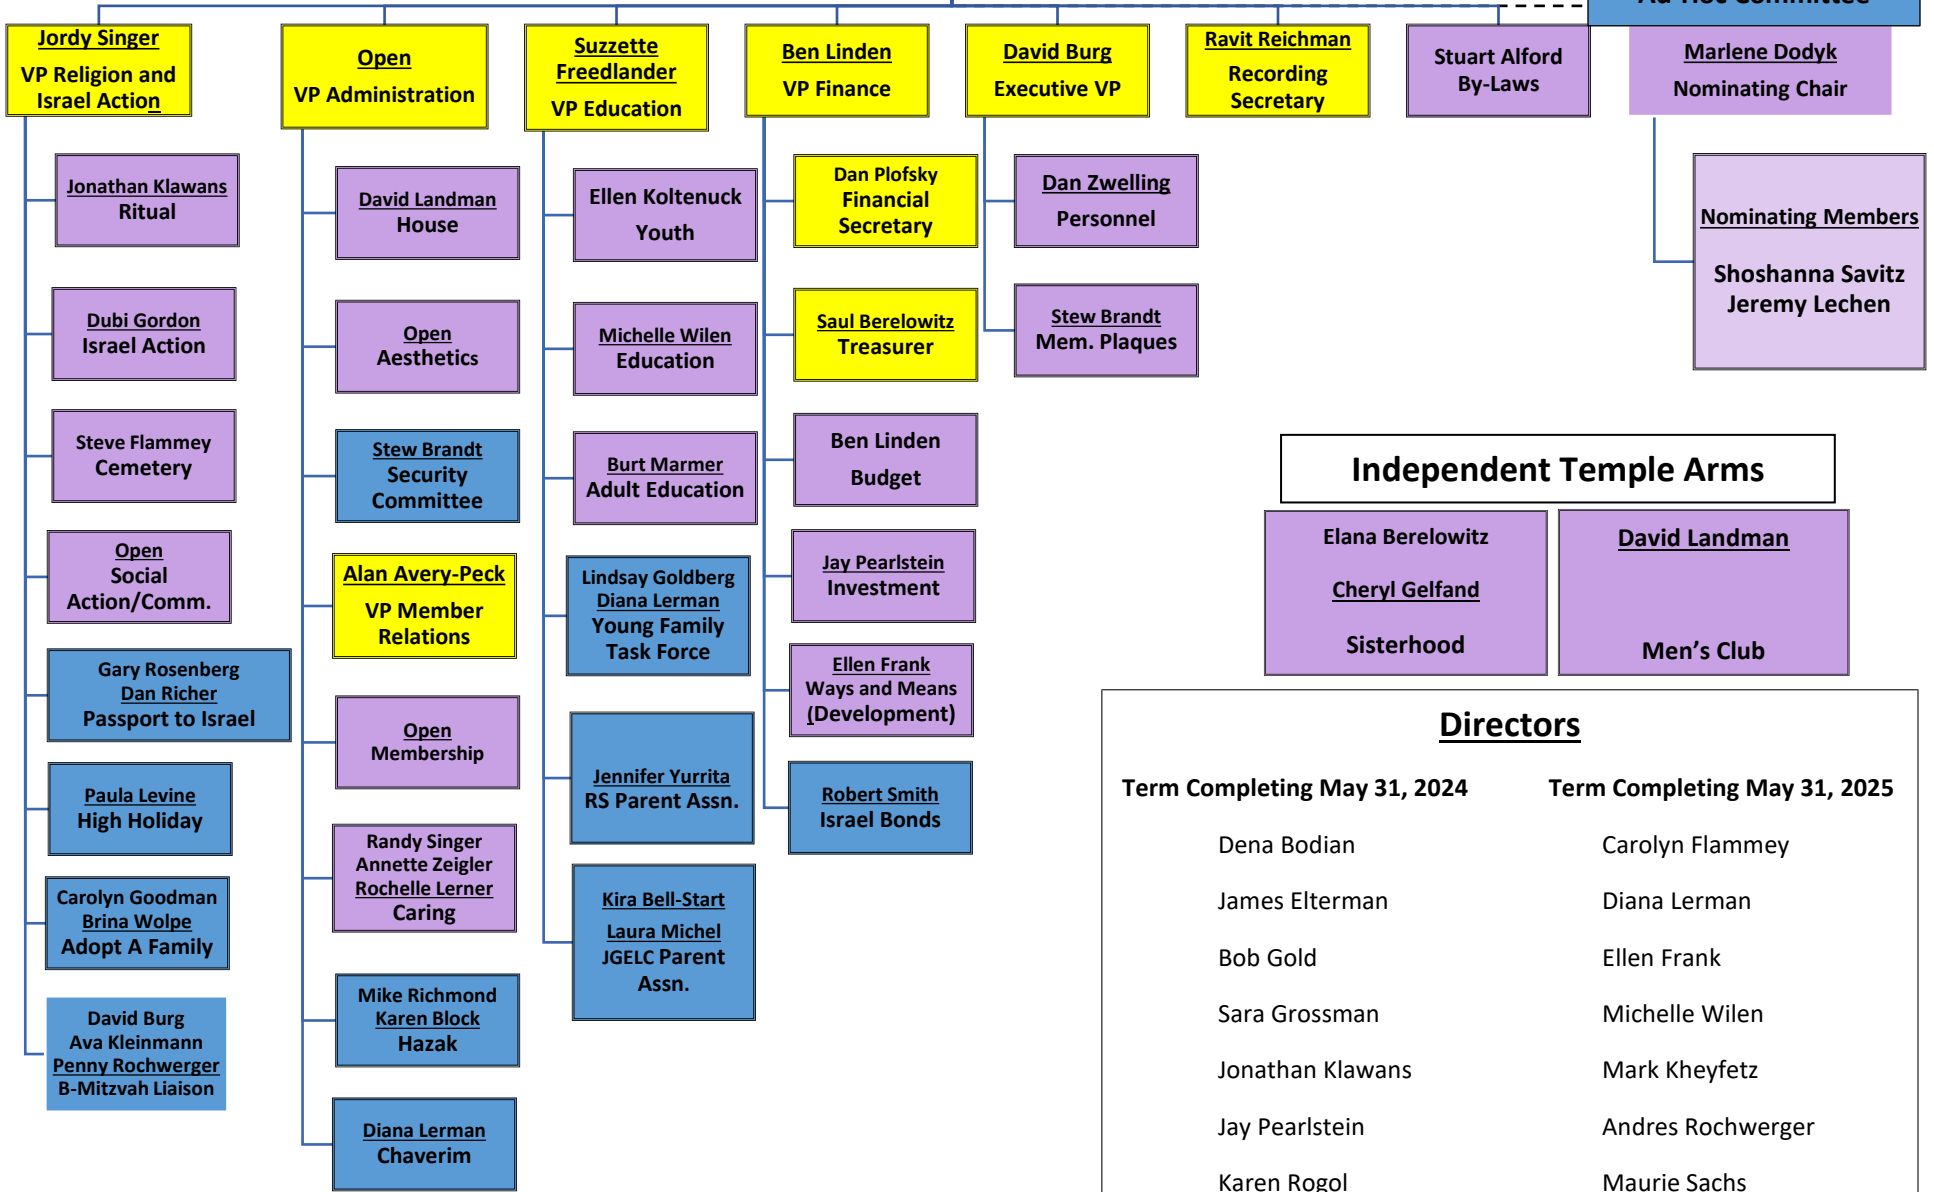 Ad Hoc Committee
Jordy Singer
VP Religion and
Israel Action
Open
VP Administration
Suzzette
Freedlander
VP Education
Ben Linden
VP Finance
David Burg
Executive VP
Ravit Reichman
Recording
Secretary
Stuart Alford
By-Laws
Marlene Dodyk
Nominating Chair
Jonathan Klawans
Ritual
Dubi Gordon
Israel Action
Steve Flammey
Cemetery
Open
Social
Action/Comm.
Gary Rosenberg
Dan Richer
Passport to Israel
Paula Levine
High Holiday
Carolyn Goodman
Brina Wolpe
Adopt A Family
David Burg
Ava Kleinmann
Penny Rochwerger
B-Mitzvah Liaison
David Landman
House
Open
Aesthetics
Stew Brandt
Security
Committee
Alan Avery-Peck
VP Member
Relations
Open
Membership
Randy Singer
Annette Zeigler
Rochelle Lerner
Caring
Mike Richmond
Karen Block
Hazak
Diana Lerman
Chaverim
Ellen Koltenuck
Youth
Michelle Wilen
Education
Burt Marmer
Adult Education
Lindsay Goldberg
Diana Lerman
Young Family
Task Force
Jennifer Yurrita
RS Parent Assn.
Kira Bell-Start
Laura Michel
JGELC Parent
Assn.
Dan Plofsky
Financial
Secretary
Saul Berelowitz
Treasurer
Ben Linden
Budget
Jay Pearlstein
Investment
Ellen Frank
Ways and Means
(Development)
Robert Smith
Israel Bonds
Dan Zwelling
Personnel
Stew Brandt
Mem. Plaques
Nominating Members
Shoshanna Savitz
Jeremy Lechen
Independent Temple Arms
Elana Berelowitz
Cheryl Gelfand
Sisterhood
David Landman
Men's Club
Directors
Term Completing May 31, 2024
Dena Bodian
James Elterman
Bob Gold
Sara Grossman
Jonathan Klawans
Jay Pearlstein
Karen Rogol
Term Completing May 31, 2025
Carolyn Flammey
Diana Lerman
Ellen Frank
Michelle Wilen
Mark Kheyfetz
Andres Rochwerger
Maurie Sachs